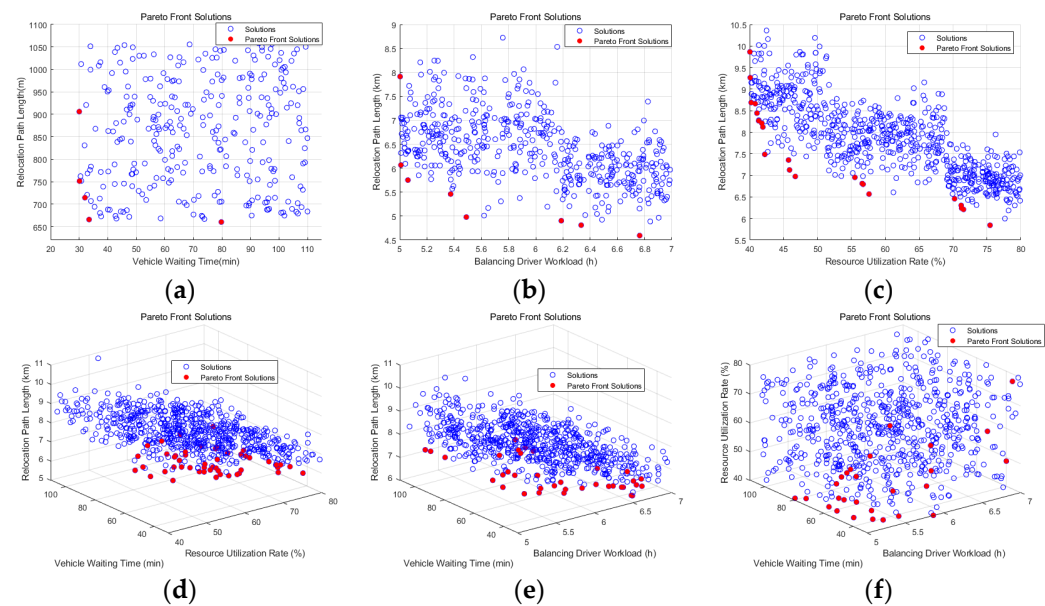 Pareto Front Solutions
Solutions
Pareto Front Solutions
Relocation Path Length(m)
1050
1000
950
900
850
800
750
700
650
20 30 40 50 60 70 80 90 100 110
Vehicle Waiting Time(min)
(a)
Pareto Front Solutions
Solutions
Pareto Front Solutions
Relocation Path Length (km)
9
8.5
8
7.5
7
6.5
6
5.5
5
4.5
5 5.2 5.4 5.6 5.8 6 6.2 6.4 6.6 6.8 7
Balancing Driver Workload (h)
(b)
Pareto Front Solutions
Solutions
Pareto Front Solutions
Relocation Path Length (km)
10.5
10
9.5
9
8.5
8
7.5
7
6.5
6
5.5
40 45 50 55 60 65 70 75 80
Resource Utilization Rate (%)
(c)
Pareto Front Solutions
Solutions
Pareto Front Solutions
Relocation Path Length (km)
11
10
9
8
7
6
5
100
80
60
40
40
50
60
70
80
Resource Utilization Rate (%)
Vehicle Waiting Time (min)
(d)
Pareto Front Solutions
Solutions
Pareto Front Solutions
Relocation Path Length (km)
11
10
9
8
7
6
100
80
60
40
5
5.5
6
6.5
7
Balancing Driver Workload (h)
Vehicle Waiting Time (min)
(e)
Pareto Front Solutions
Solutions
Pareto Front Solutions
Resource Utilization Rate (%)
80
70
60
50
40
100
80
60
40
5
5.5
6
6.5
7
Balancing Driver Workload (h)
Vehicle Waiting Time (min)
(f)